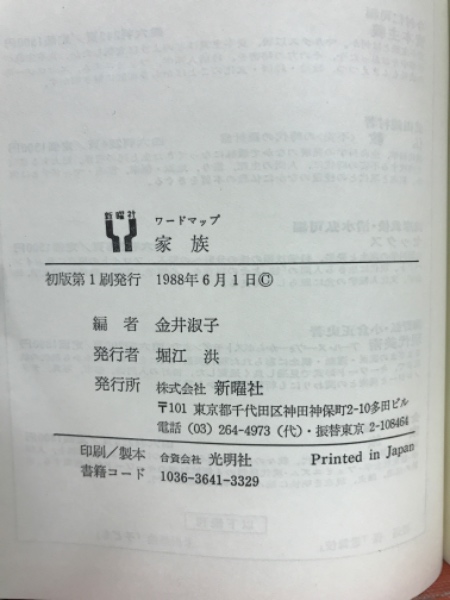 新曜社
ワードマップ
家族
初版第1刷発行 1988年6月1日©
編者 金井淑子
発行者 堀江洪
発行所 株式会社 新曜社
〒101 東京都千代田区神田神保町2-10多田ビル
電話(03)264-4973(代)・振替東京2-108464
印刷/製本 合資会社 光明社 Printed in Japan
書籍コード 1036-3641-3329